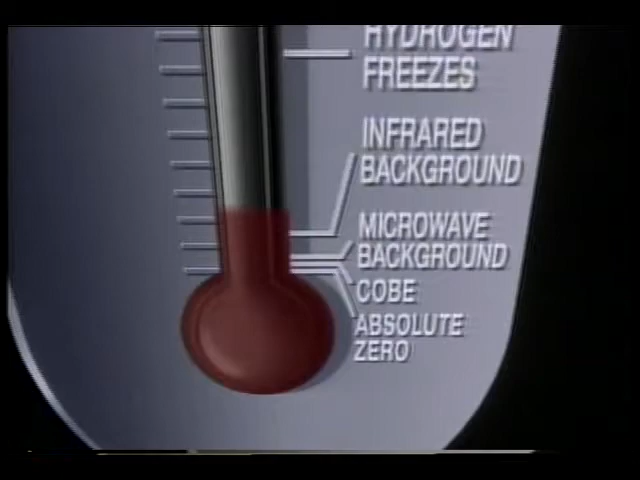 HYDROGEN
FREEZES
INFRARED
BACKGROUND
MICROWAVE
BACKGROUND
COBE
ABSOLUTE
ZERO